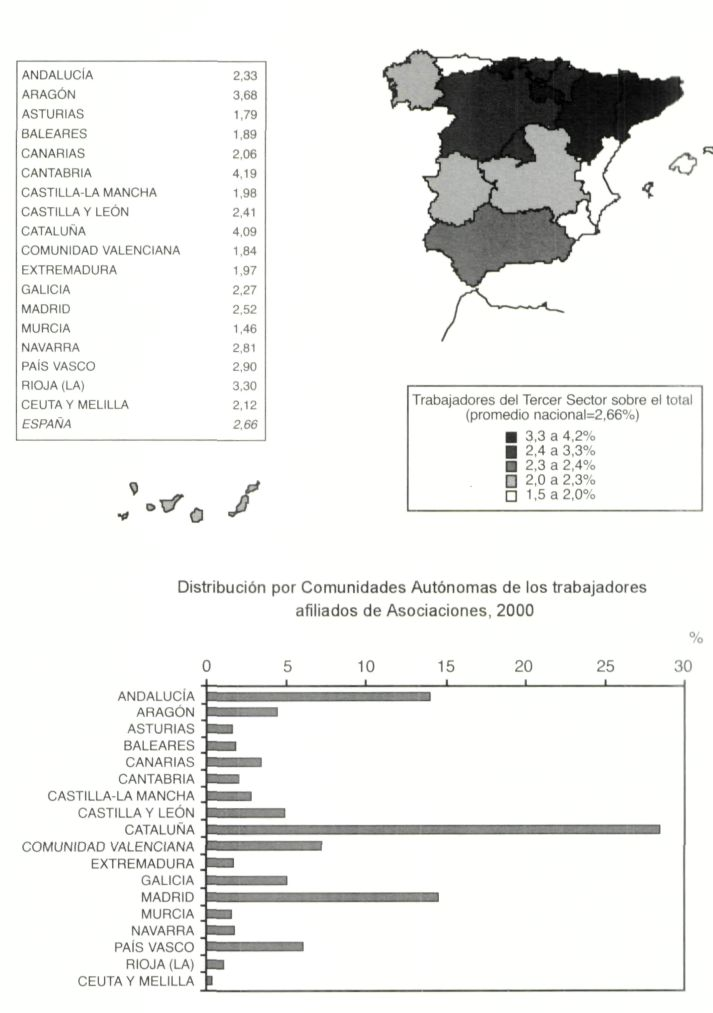 ANDALUCÍA 2,33
ARAGÓN 3,68
ASTURIAS 1,79
BALEARES 1,89
CANARIAS 2,06
CANTABRIA 4,19
CASTILLA-LA MANCHA 1,98
CASTILLA Y LEÓN 2,41
CATALUÑA 4,09
COMUNIDAD VALENCIANA 1,84
EXTREMADURA 1,97
GALICIA 2,27
MADRID 2,52
MURCIA 1,46
NAVARRA 2,81
PAÍS VASCO 2,90
RIOJA (LA) 3,30
CEUTA Y MELILLA 2,12
ESPAÑA 2,66
Trabajadores del Tercer Sector sobre el total
(promedio nacional=2,66%)
3,3 a 4,2%
2,4 a 3,3%
2,3 a 2,4%
2,0 a 2,3%
1,5 a 2,0%
Distribución por Comunidades Autónomas de los trabajadores
afiliados de Asociaciones, 2000
%
0 5 10 15 20 25 30
ANDALUCÍA
ARAGÓN
ASTURIAS
BALEARES
CANARIAS
CANTABRIA
CASTILLA-LA MANCHA
CASTILLA Y LEÓN
CATALUÑA
COMUNIDAD VALENCIANA
EXTREMADURA
GALICIA
MADRID
MURCIA
NAVARRA
PAÍS VASCO
RIOJA (LA)
CEUTA Y MELILLA